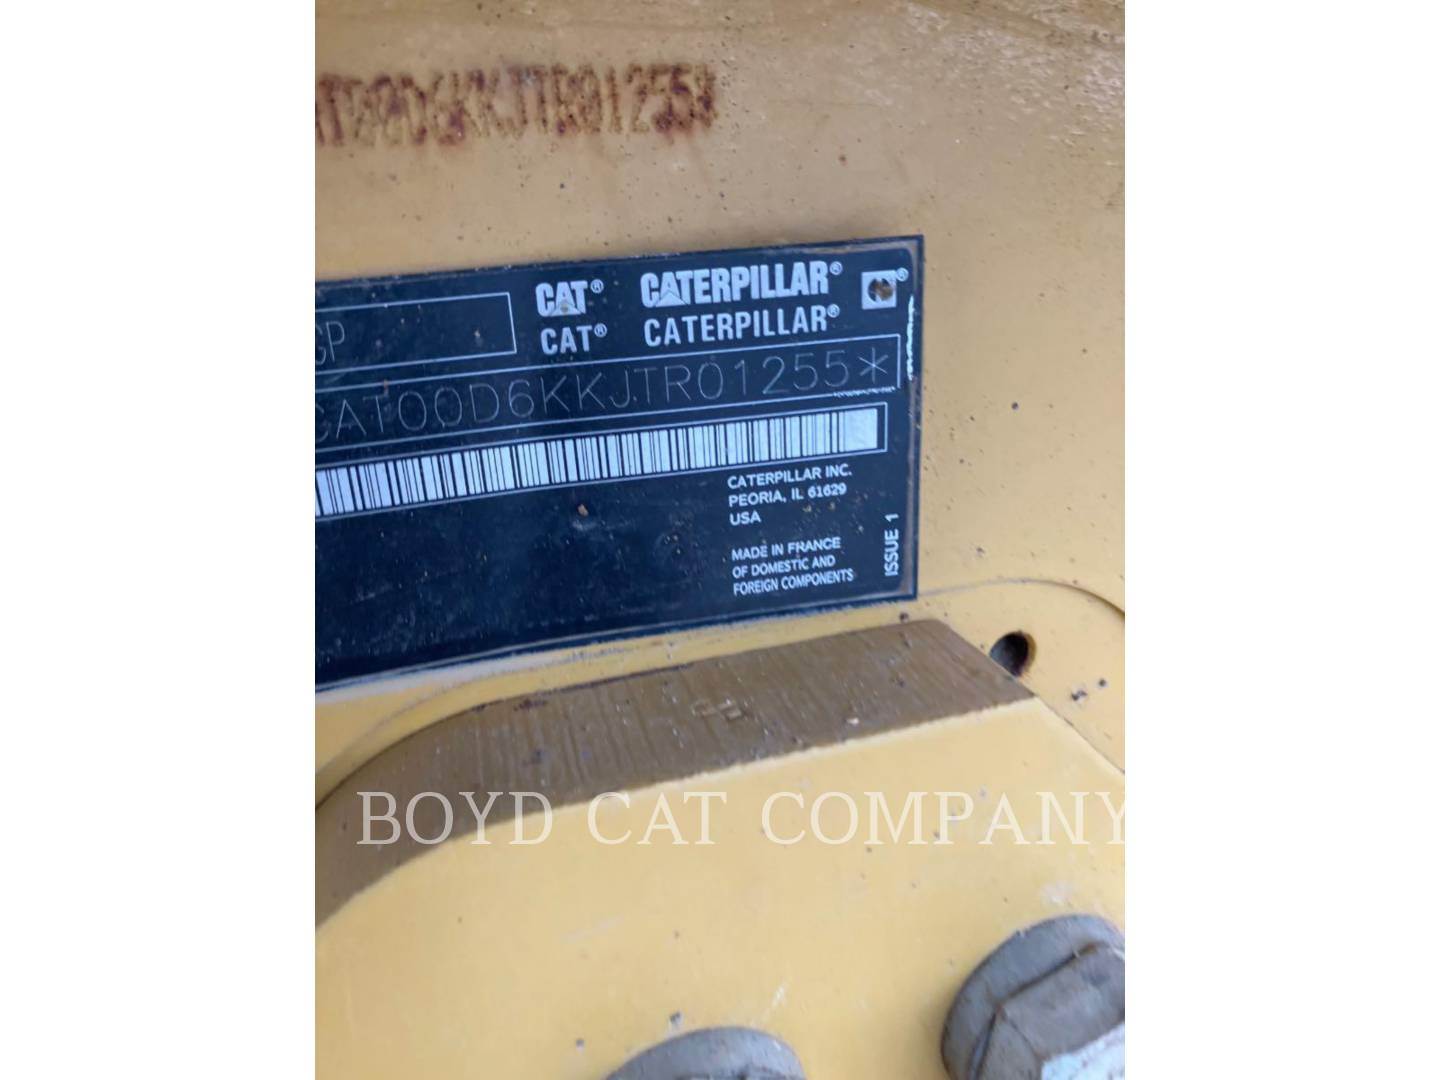 AT00D6KKJTR01255*
CAT® CATERPILLAR®
CAT® CATERPILLAR®
GP
CAT00D6KKJTR01255*
CATERPILLAR INC.
PEORIA, IL 61629
USA
MADE IN FRANCE
OF DOMESTIC AND
FOREIGN COMPONENTS
ISSUE 1
BOYD CAT COMPANY